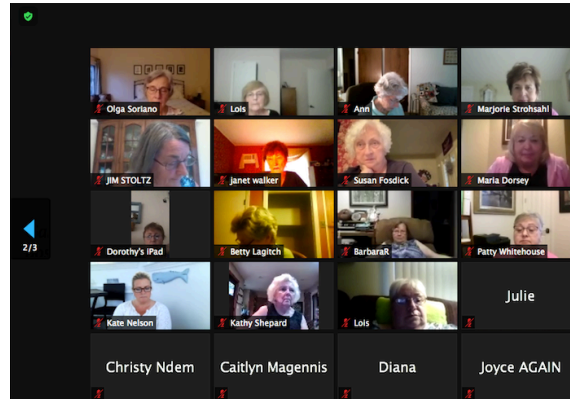 Olga Soriano
Lois
Ann
Marjorie Strohsahl
JIM STOLTZ
janet walker
Susan Fosdick
Maria Dorsey
2/3
Dorothy's iPad
Betty Lagitch
BarbaraR
Patty Whitehouse
Kate Nelson
Kathy Shepard
Lois
Julie
Christy Ndem
Caitlyn Magennis
Diana
Joyce AGAIN